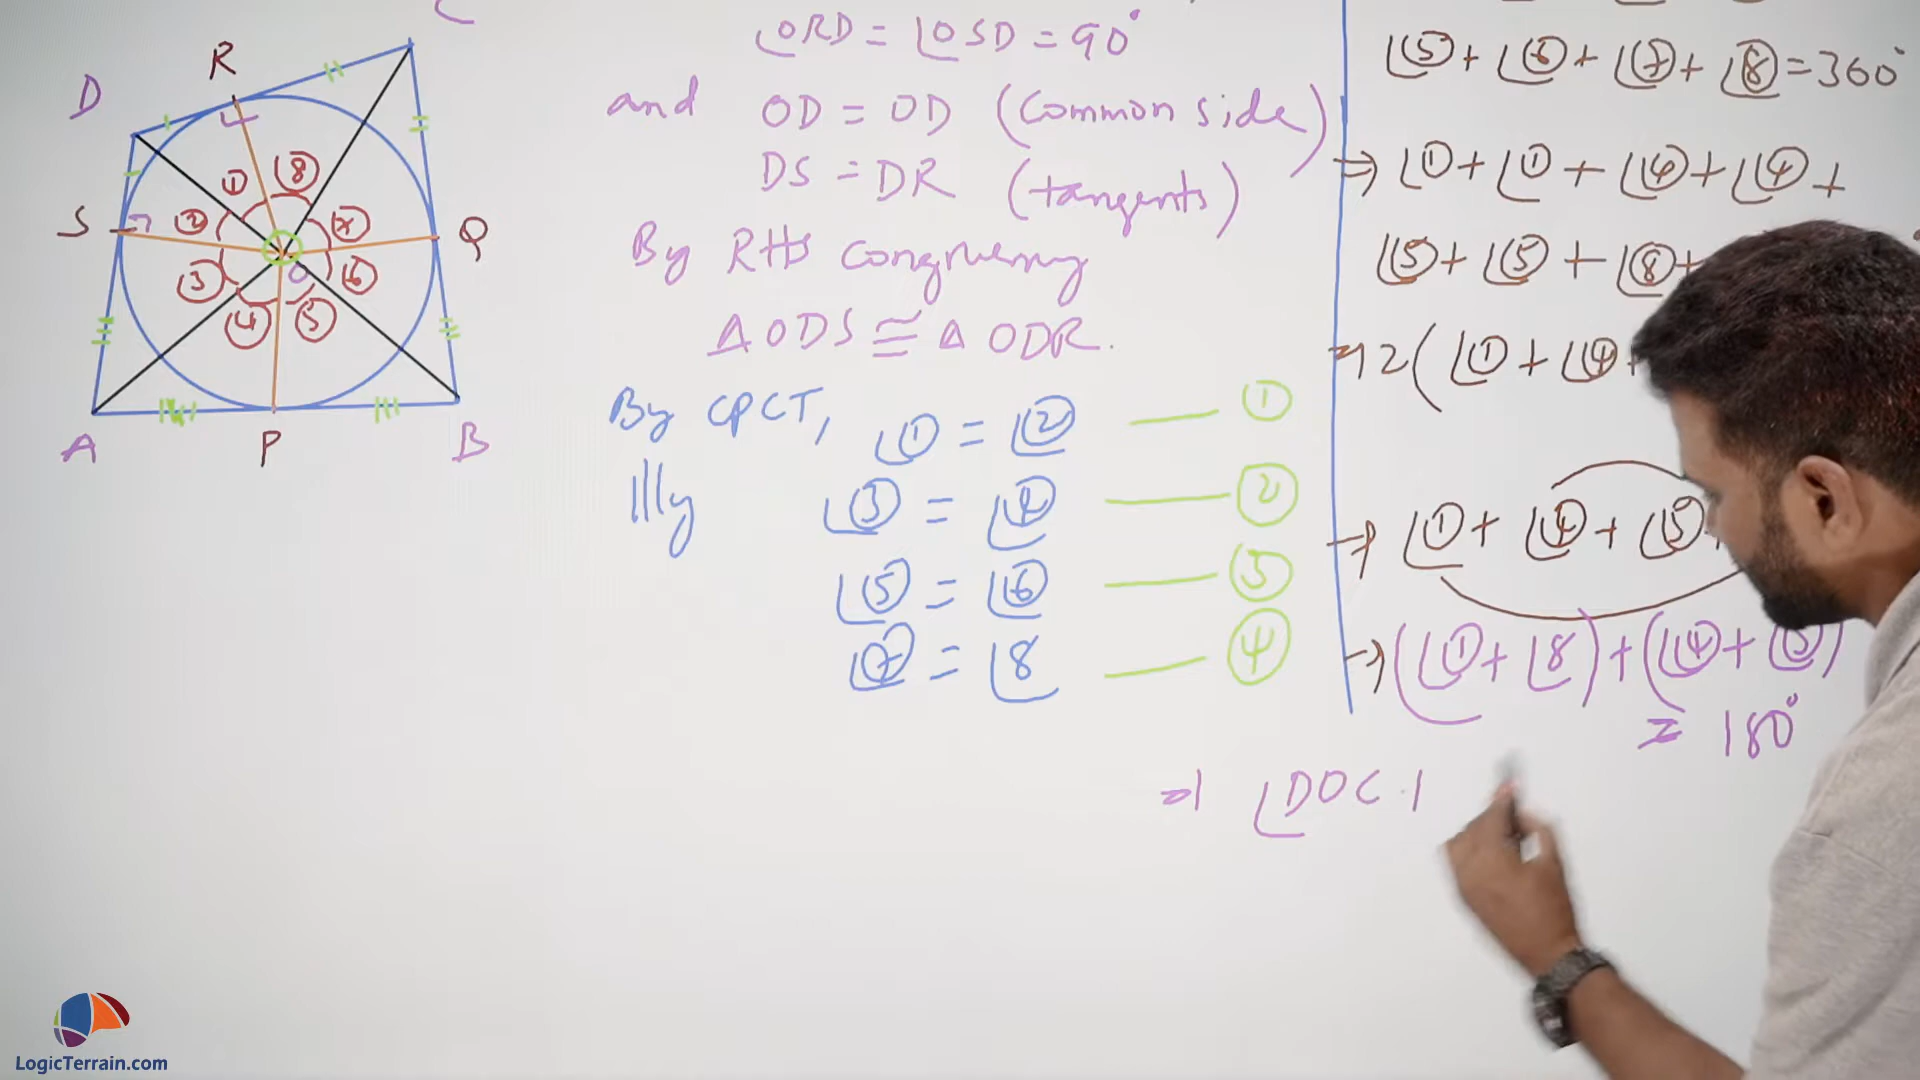 C
R
D
S
Q
A
P
B
O
① ⑧ ② ③ ⑥ ④ ⑤
∠ORD = ∠OSD = 90°
and OD = OD (Common side)
DS = DR (tangents)
By RHS congruency
△ODS ≅ △ODR.
By CPCT, ∠① = ∠② — ①
Illy ∠③ = ∠④ — ②
∠⑤ = ∠⑥ — ③
∠⑦ = ∠8 — ④
∠⑤ + ∠⑥ + ∠⑦ + ∠⑧ = 360°
⇒ ∠① + ∠① + ∠④ + ∠④ +
∠⑤ + ∠⑤ + ∠⑧ +
⇒ 2(∠① + ∠④ +
→ ∠① + ∠④ + ∠⑤
→ (∠① + ∠8) + (∠④ + ∠⑤)
= 180°
⇒ ∠DOC +
LogicTerrain.com